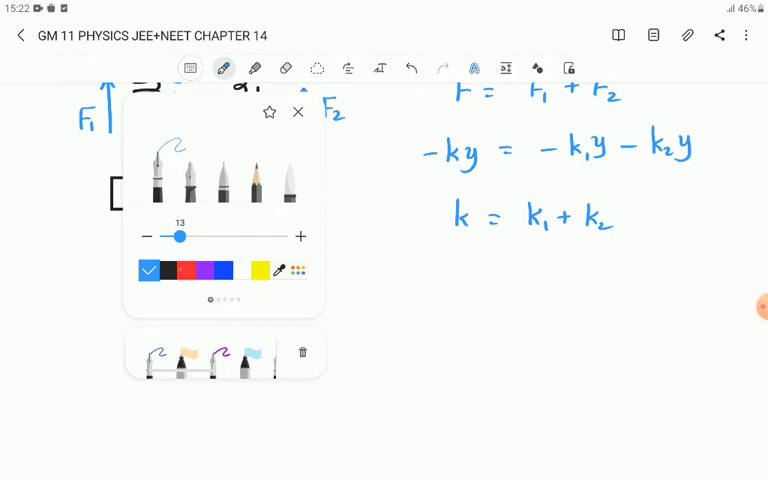 15:22 46%
GM 11 PHYSICS JEE+NEET CHAPTER 14
F = F₁ + F₂
F₁ F₂
-ky = -k₁y - k₂y
k = k₁ + k₂
13